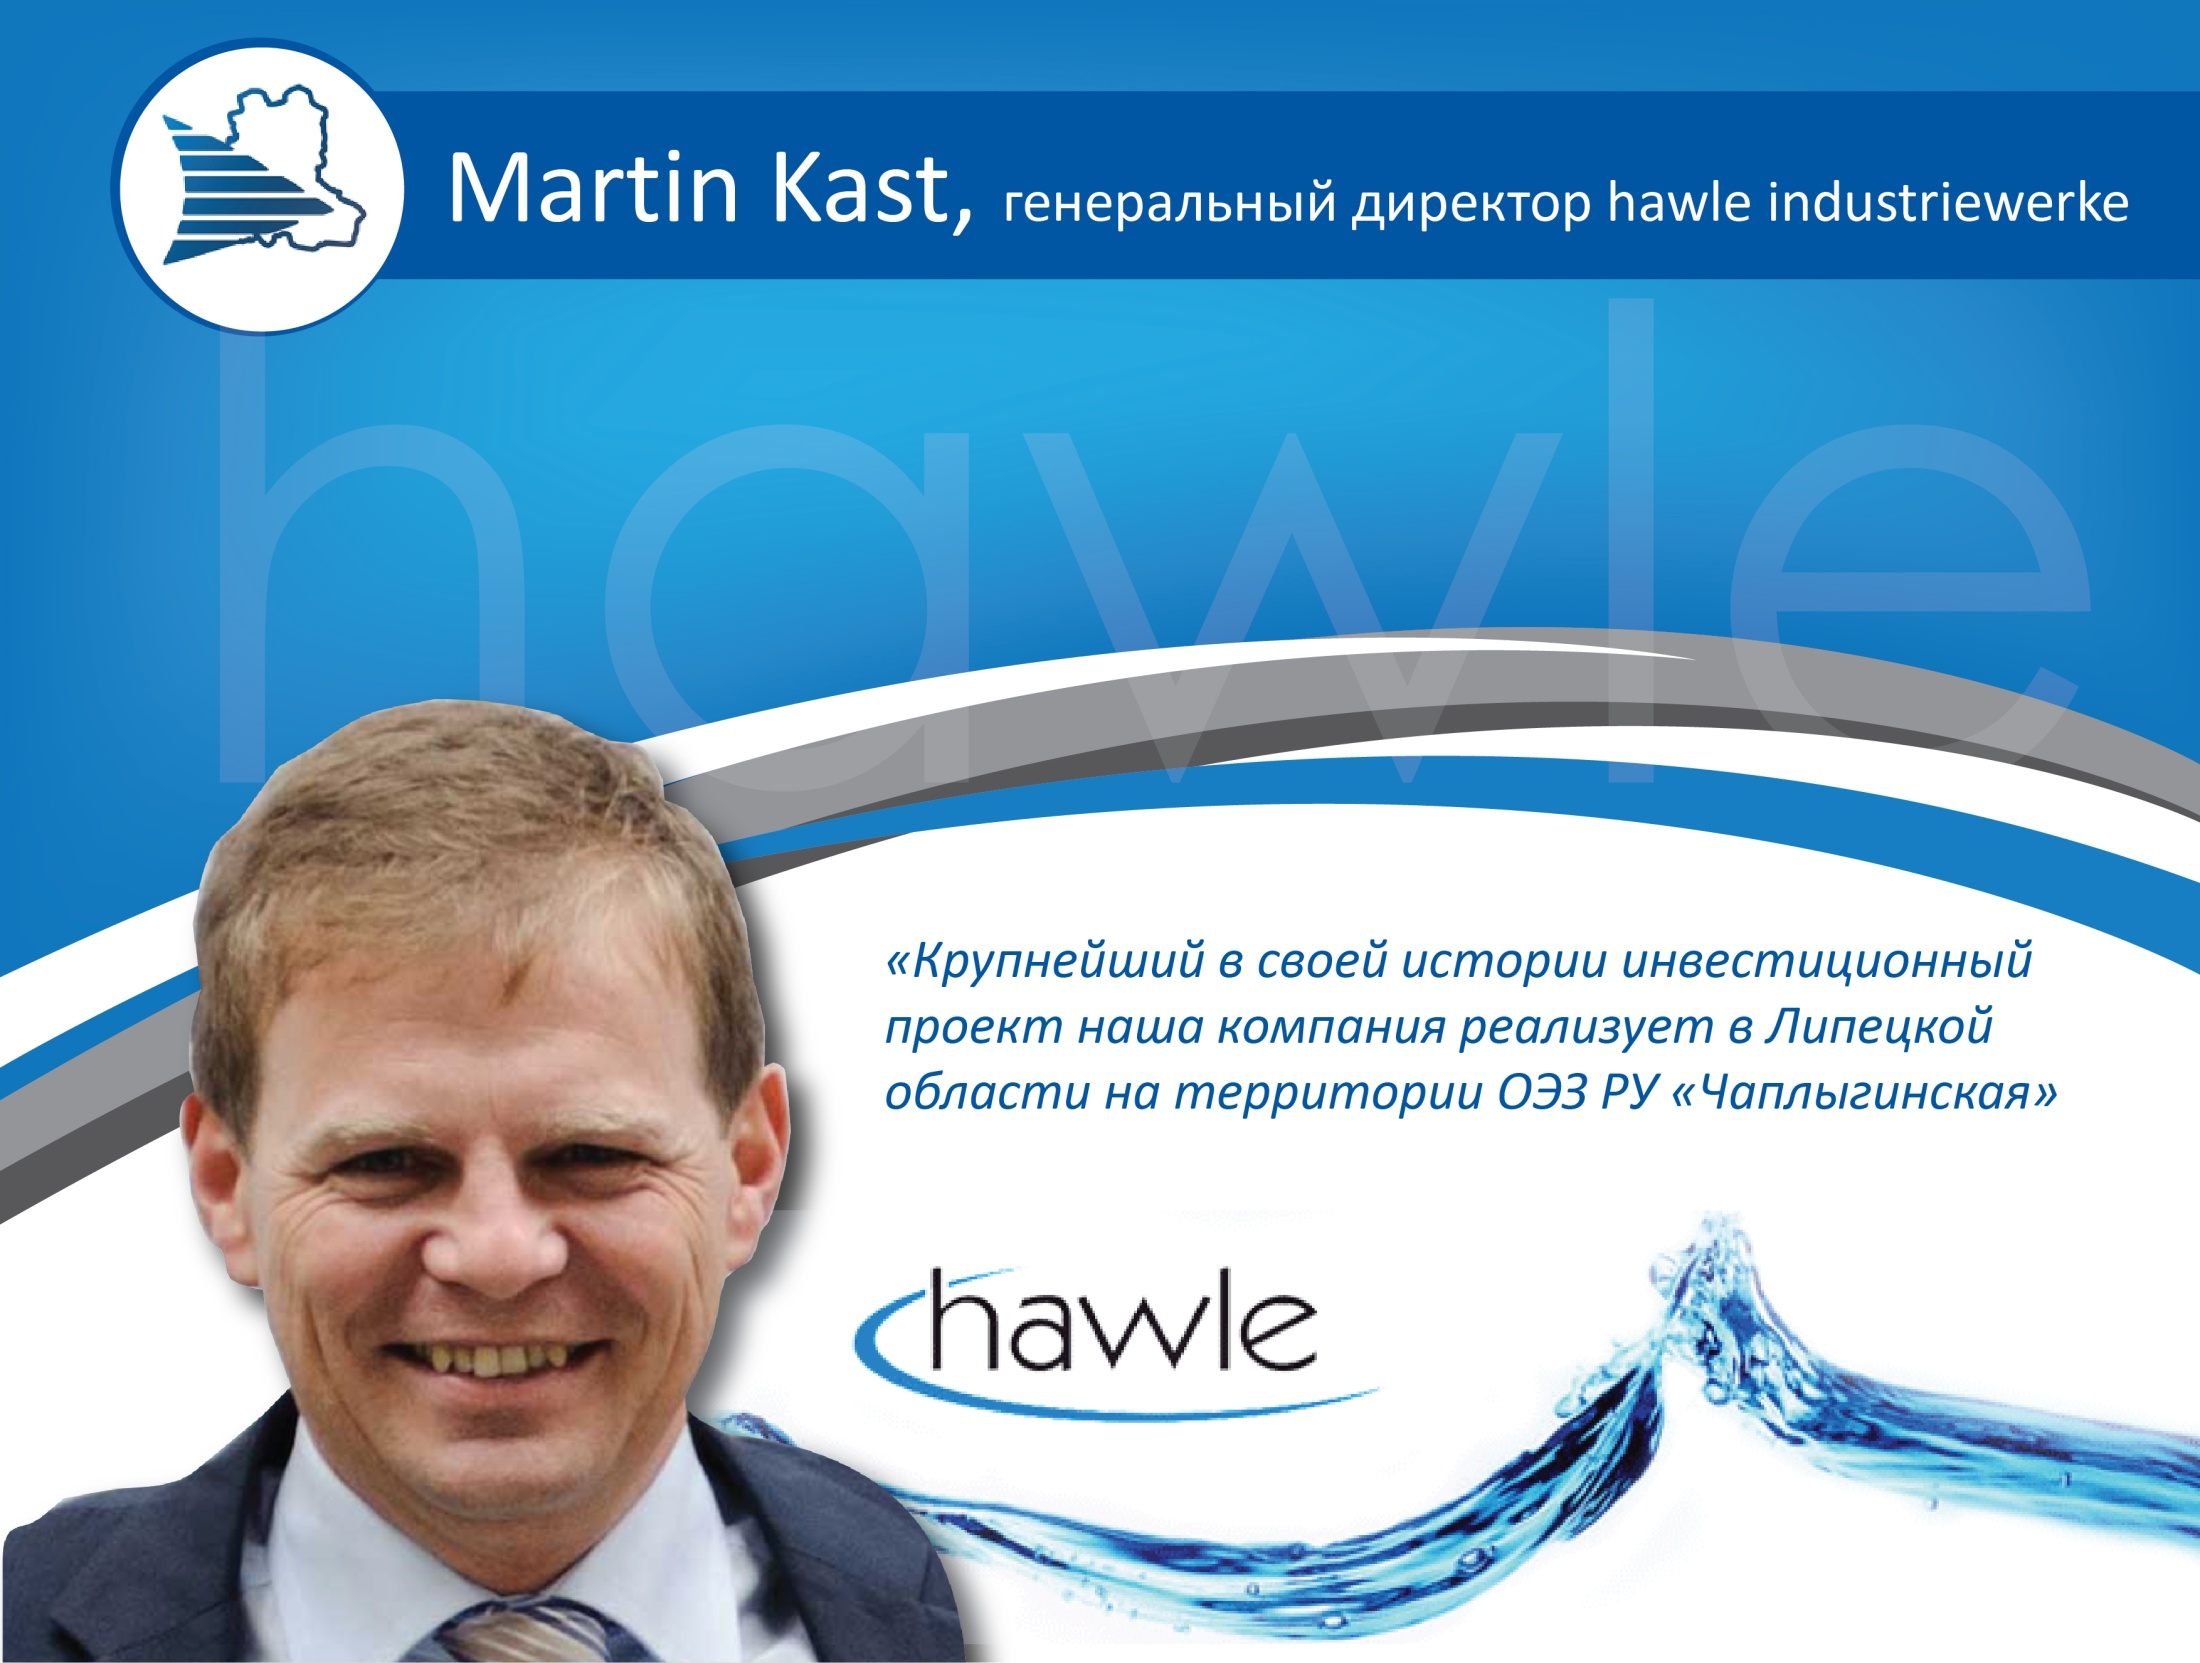 Martin Kast, генеральный директор hawle industriewerke
hawle
«Крупнейший в своей истории инвестиционный
проект наша компания реализует в Липецкой
области на территории ОЭЗ РУ «Чаплыгинская»
hawle